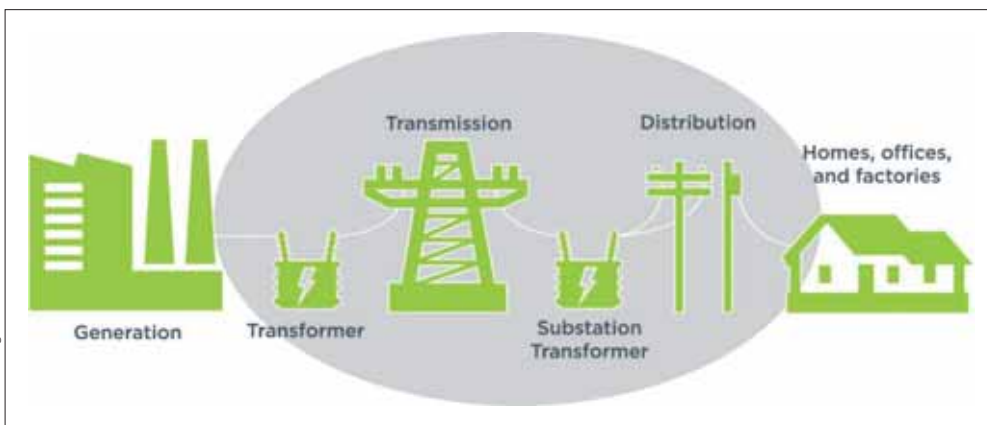 Generation
Transformer
Transmission
Substation
Transformer
Distribution
Homes, offices,
and factories